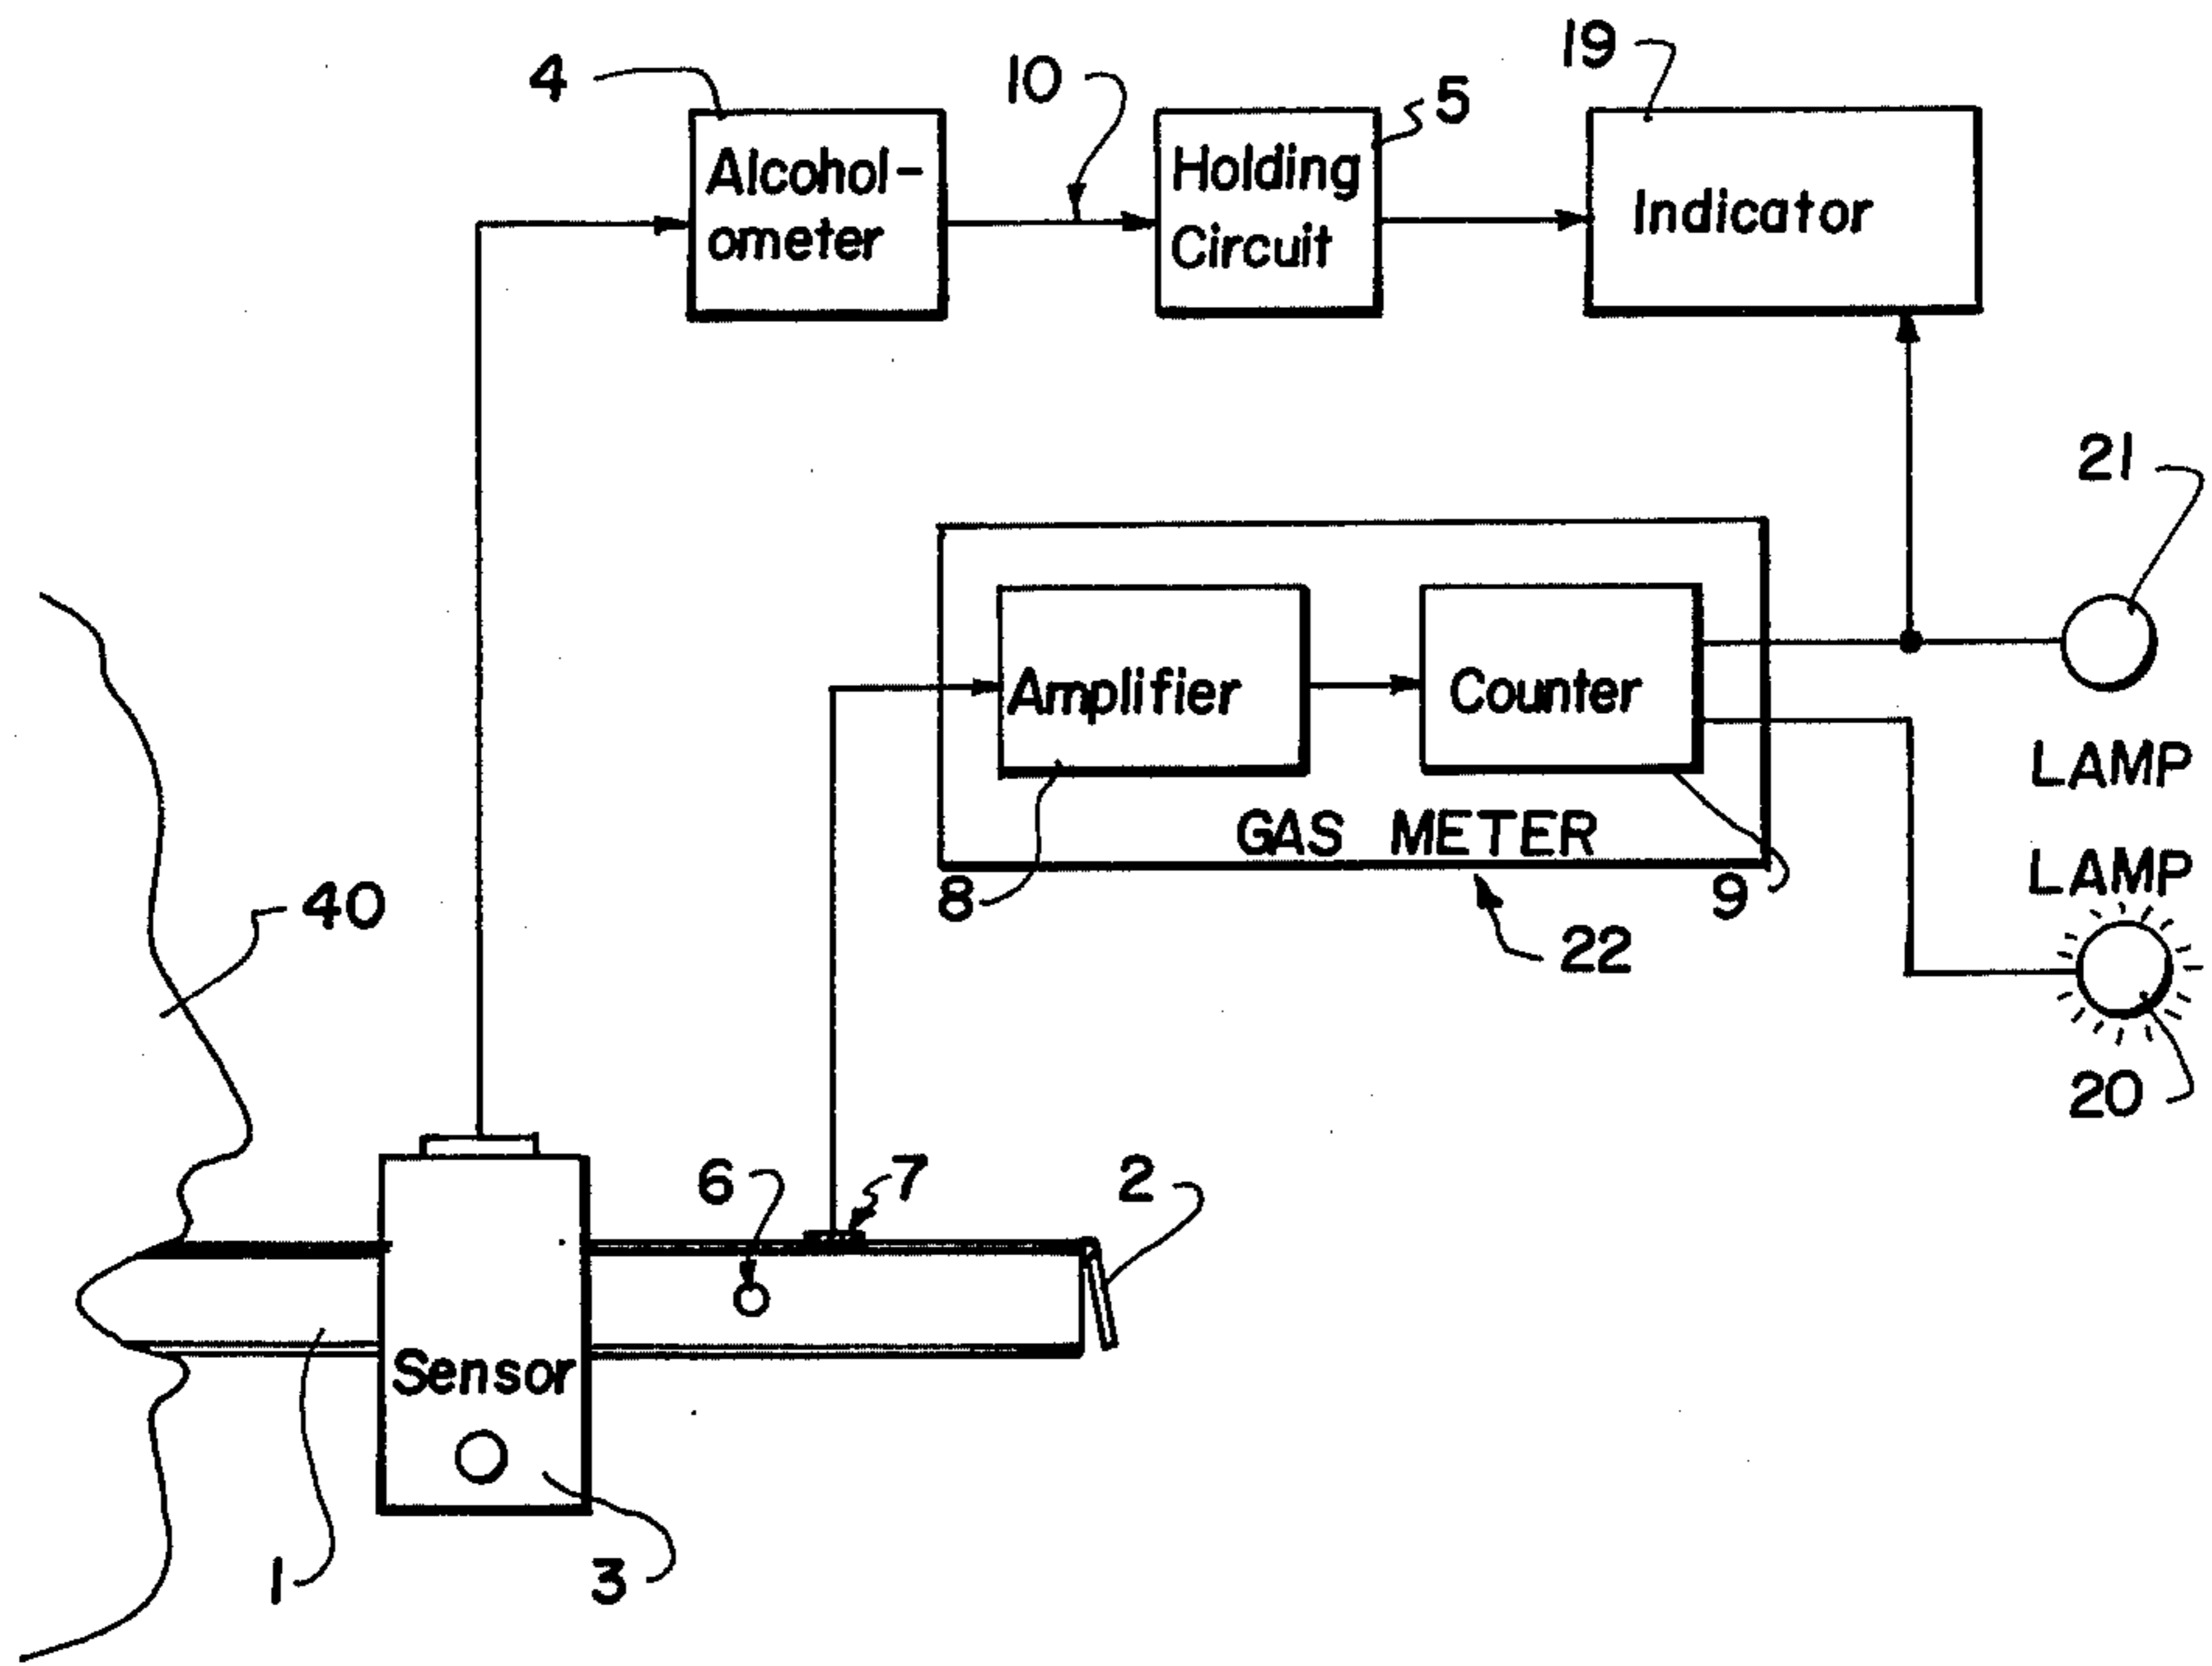 4
10
5
19
Alcohol-
ometer
Holding
Circuit
Indicator
21
Amplifier
Counter
LAMP
GAS METER
LAMP
8
9
22
40
20
6
7
2
Sensor
1
3